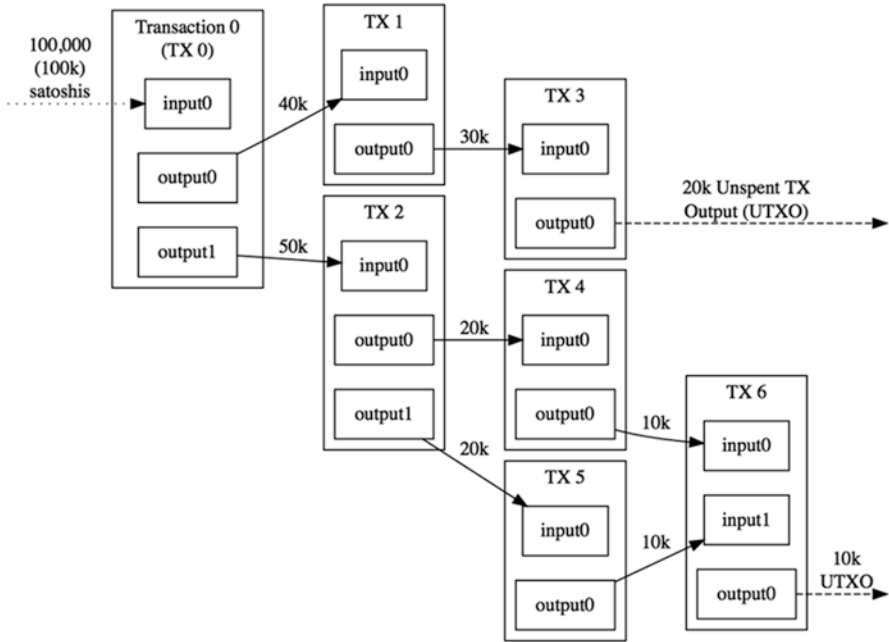 100,000
(100k)
satoshis
Transaction 0
(TX 0)
input0
output0
output1
40k
50k
TX 1
input0
output0
30k
TX 2
input0
output0
output1
20k
20k
TX 3
input0
output0
20k Unspent TX
Output (UTXO)
TX 4
input0
output0
10k
TX 5
input0
output0
10k
TX 6
input0
input1
output0
10k
UTXO